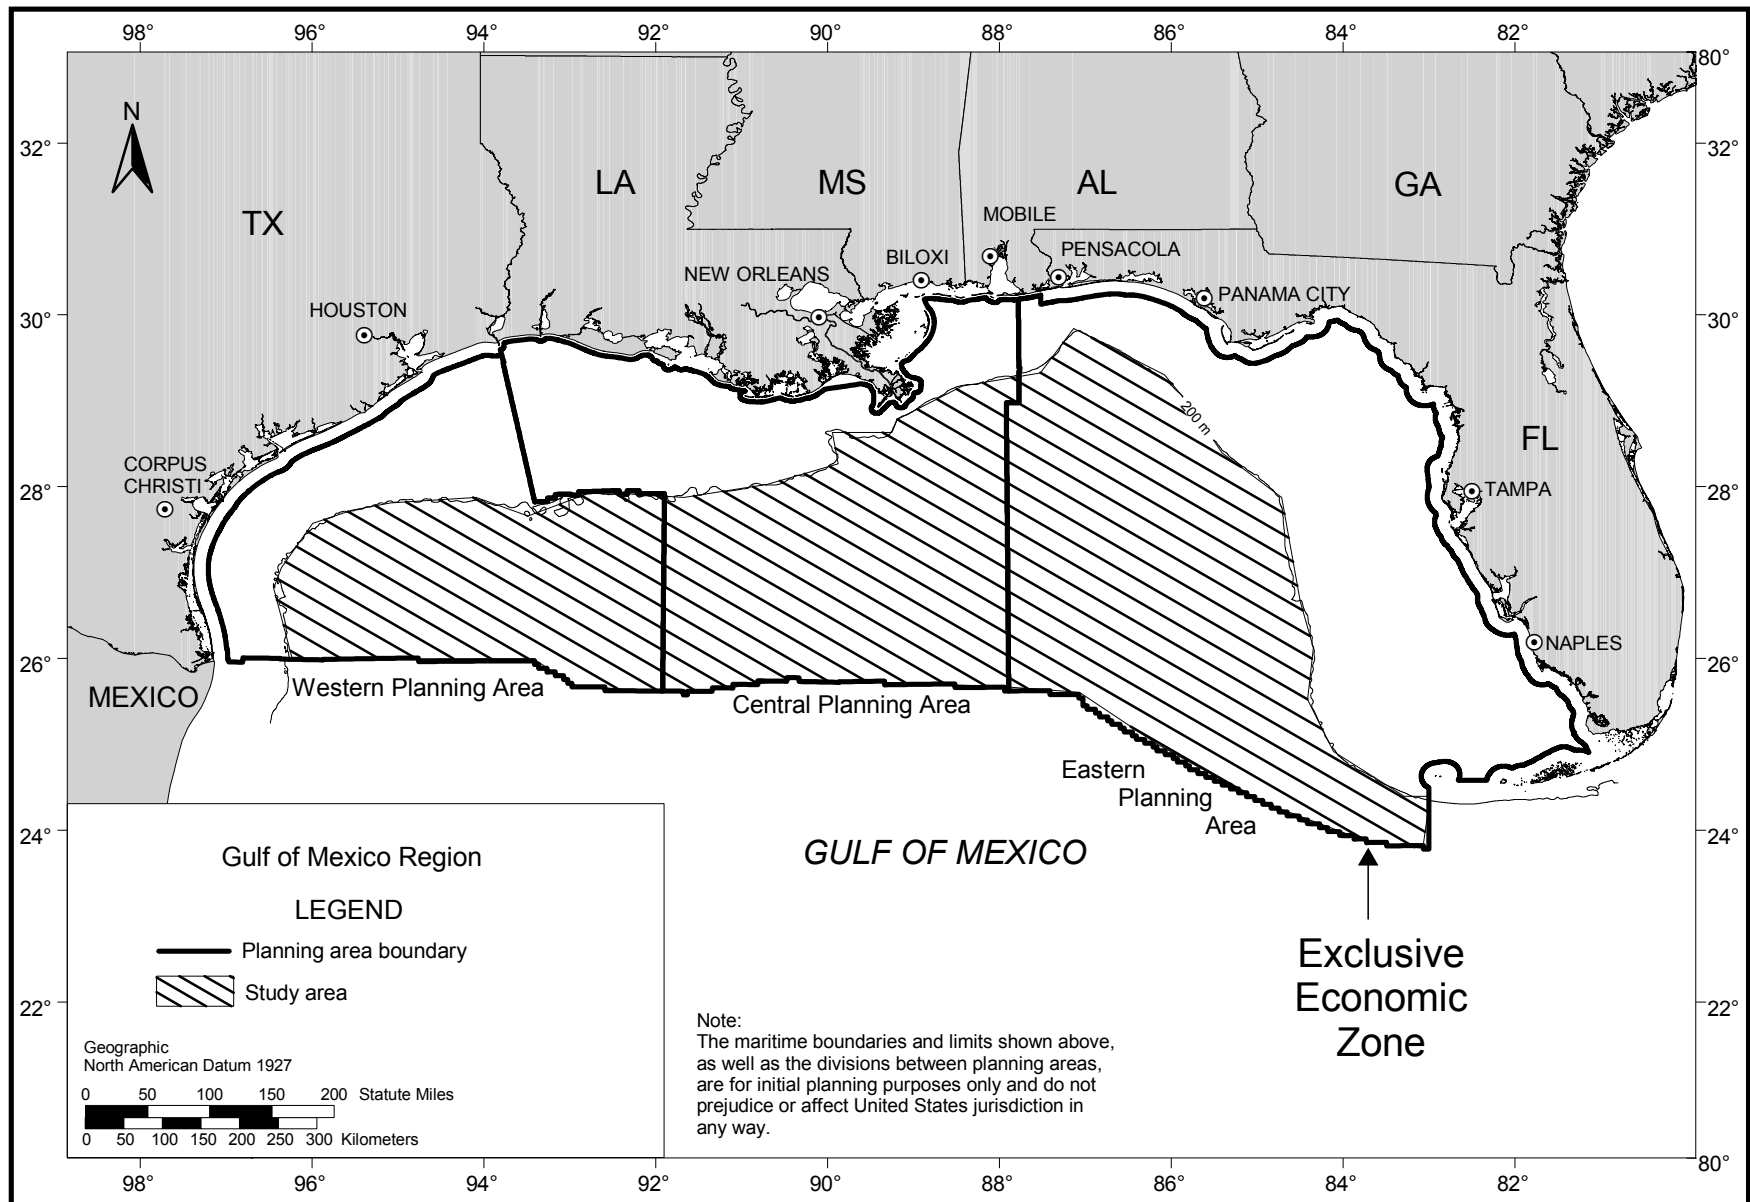 98° 96° 94° 92° 90° 88° 86° 84° 82°
80°
N
32° 32°
LA MS AL GA
TX
MOBILE
BILOXI PENSACOLA
NEW ORLEANS
PANAMA CITY
HOUSTON
30° 30°
200 m
FL
CORPUS
CHRISTI
28° 28°
TAMPA
NAPLES
26° 26°
MEXICO
Western Planning Area
Central Planning Area
Eastern
Planning
Area
24° 24°
GULF OF MEXICO
Gulf of Mexico Region
LEGEND
Planning area boundary
Study area
Exclusive
Economic
Zone
22° 22°
Geographic
North American Datum 1927
0 50 100 150 200 Statute Miles
0 50 100 150 200 250 300 Kilometers
Note:
The maritime boundaries and limits shown above,
as well as the divisions between planning areas,
are for initial planning purposes only and do not
prejudice or affect United States jurisdiction in
any way.
80°
98° 96° 94° 92° 90° 88° 86° 84° 82°